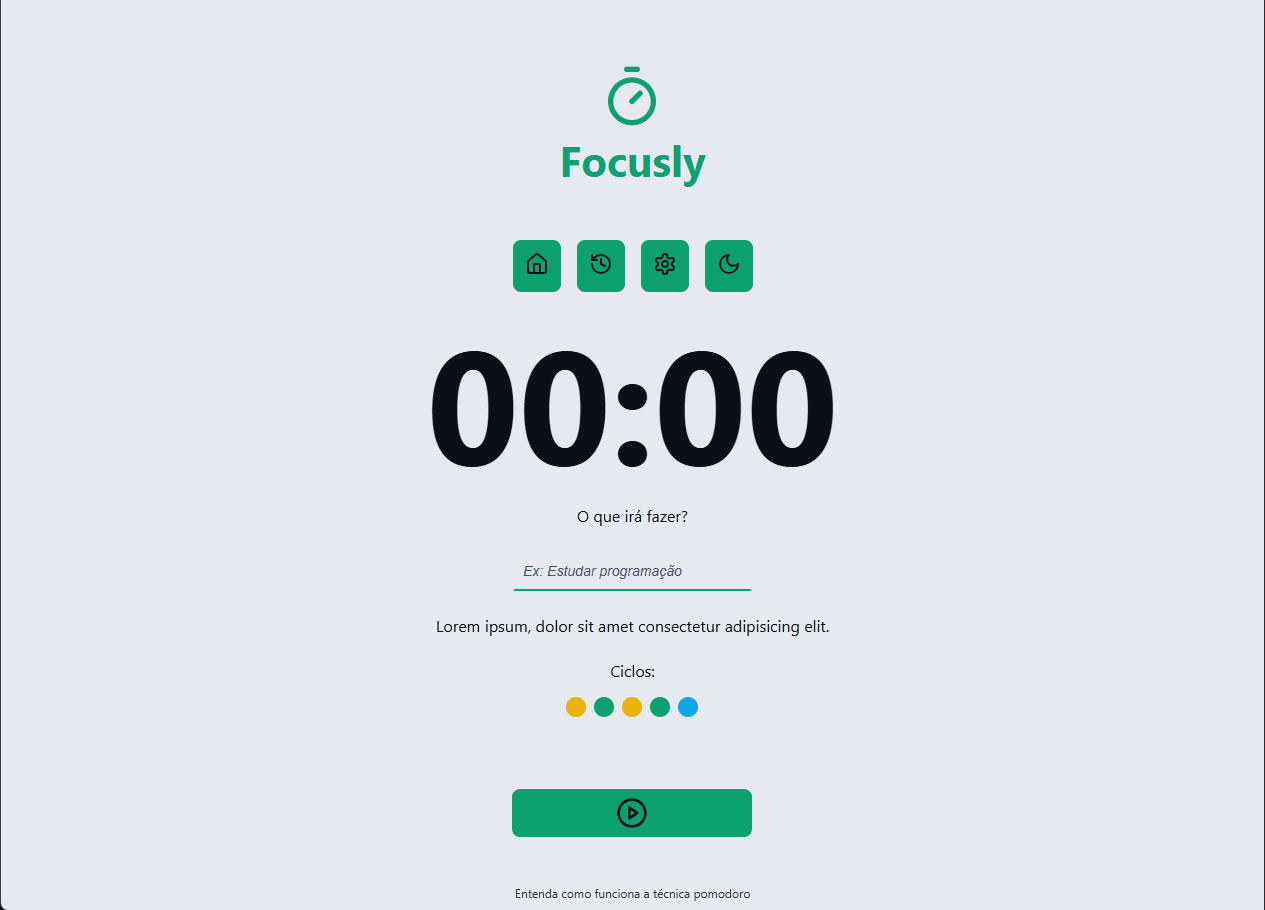 Focusly
00:00
O que irá fazer?
Ex: Estudar programação
Lorem ipsum, dolor sit amet consectetur adipisicing elit.
Ciclos:
Entenda como funciona a técnica pomodoro